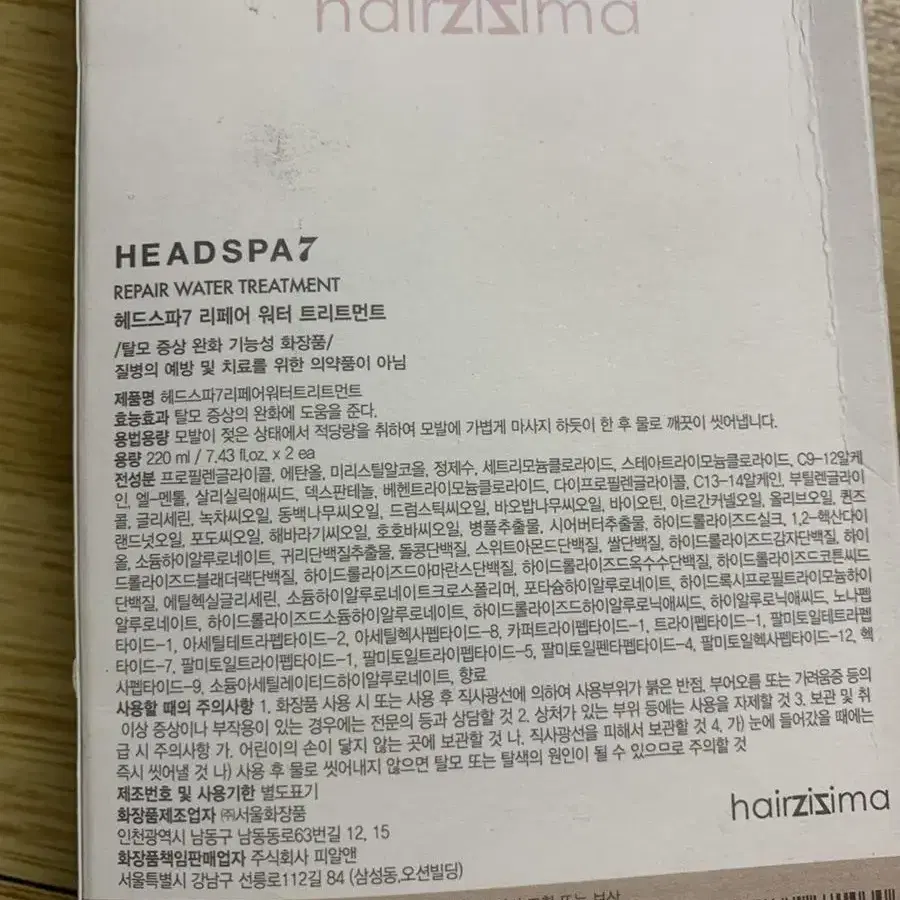 hairzizima
HEADSPA7
REPAIR WATER TREATMENT
헤드스파7 리페어 워터 트리트먼트
/탈모 증상 완화 기능성 화장품/
질병의 예방 및 치료를 위한 의약품이 아님
제품명 헤드스파7리페어워터트리트먼트
효능효과 탈모 증상의 완화에 도움을 준다.
용법용량 모발이 젖은 상태에서 적당량을 취하여 모발에 가볍게 마사지 하듯이 한 후 물로 깨끗이 씻어냅니다.
용량 220 ml / 7.43 fl.oz. x 2 ea
전성분 프로필렌글라이콜, 에탄올, 미리스틸알코올, 정제수, 세트리모늄클로라이드, 스테아트라이모늄클로라이드, C9-12알케
인, 엘-멘톨, 살리실릭애씨드, 덱스판테놀, 베헨트라이모늄클로라이드, 다이프로필렌글라이콜, C13-14알케인, 부틸렌글라이
콜, 글리세린, 녹차씨오일, 동백나무씨오일, 드럼스틱씨오일, 바오밥나무씨오일, 바이오틴, 아르간커넬오일, 올리브오일, 퀸즈
랜드넛오일, 포도씨오일, 해바라기씨오일, 호호바씨오일, 병풀추출물, 시어버터추출물, 하이드롤라이즈드실크, 1,2-헥산다이
올, 소듐하이알루로네이트, 귀리단백질추출물, 돌콩단백질, 스위트아몬드단백질, 쌀단백질, 하이드롤라이즈드감자단백질, 하이
드롤라이즈드블래더랙단백질, 하이드롤라이즈드아마란스단백질, 하이드롤라이즈드옥수수단백질, 하이드롤라이즈드코튼씨드
단백질, 에틸헥실글리세린, 소듐하이알루로네이트크로스폴리머, 포타슘하이알루로네이트, 하이드록시프로필트라이모늄하이
알루로네이트, 하이드롤라이즈드소듐하이알루로네이트, 하이드롤라이즈드하이알루로닉애씨드, 하이알루로닉애씨드, 노나펩
타이드-1, 아세틸테트라펩타이드-2, 아세틸헥사펩타이드-8, 카퍼트라이펩타이드-1, 트라이펩타이드-1, 팔미토일테트라펩
타이드-7, 팔미토일트라이펩타이드-1, 팔미토일트라이펩타이드-5, 팔미토일펜타펩타이드-4, 팔미토일헥사펩타이드-12, 헥
사펩타이드-9, 소듐아세틸레이티드하이알루로네이트, 향료
사용할 때의 주의사항 1. 화장품 사용 시 또는 사용 후 직사광선에 의하여 사용부위가 붉은 반점, 부어오름 또는 가려움증 등의
이상 증상이나 부작용이 있는 경우에는 전문의 등과 상담할 것 2. 상처가 있는 부위 등에는 사용을 자제할 것 3. 보관 및 취
급 시 주의사항 가. 어린이의 손이 닿지 않는 곳에 보관할 것 나. 직사광선을 피해서 보관할 것 4. 가) 눈에 들어갔을 때에는
즉시 씻어낼 것 나) 사용 후 물로 씻어내지 않으면 탈모 또는 탈색의 원인이 될 수 있으므로 주의할 것
제조번호 및 사용기한 별도표기
화장품제조업자 ㈜서울화장품
인천광역시 남동구 남동동로63번길 12, 15
화장품책임판매업자 주식회사 피알앤
서울특별시 강남구 선릉로112길 84 (삼성동,오션빌딩)
hairzizima